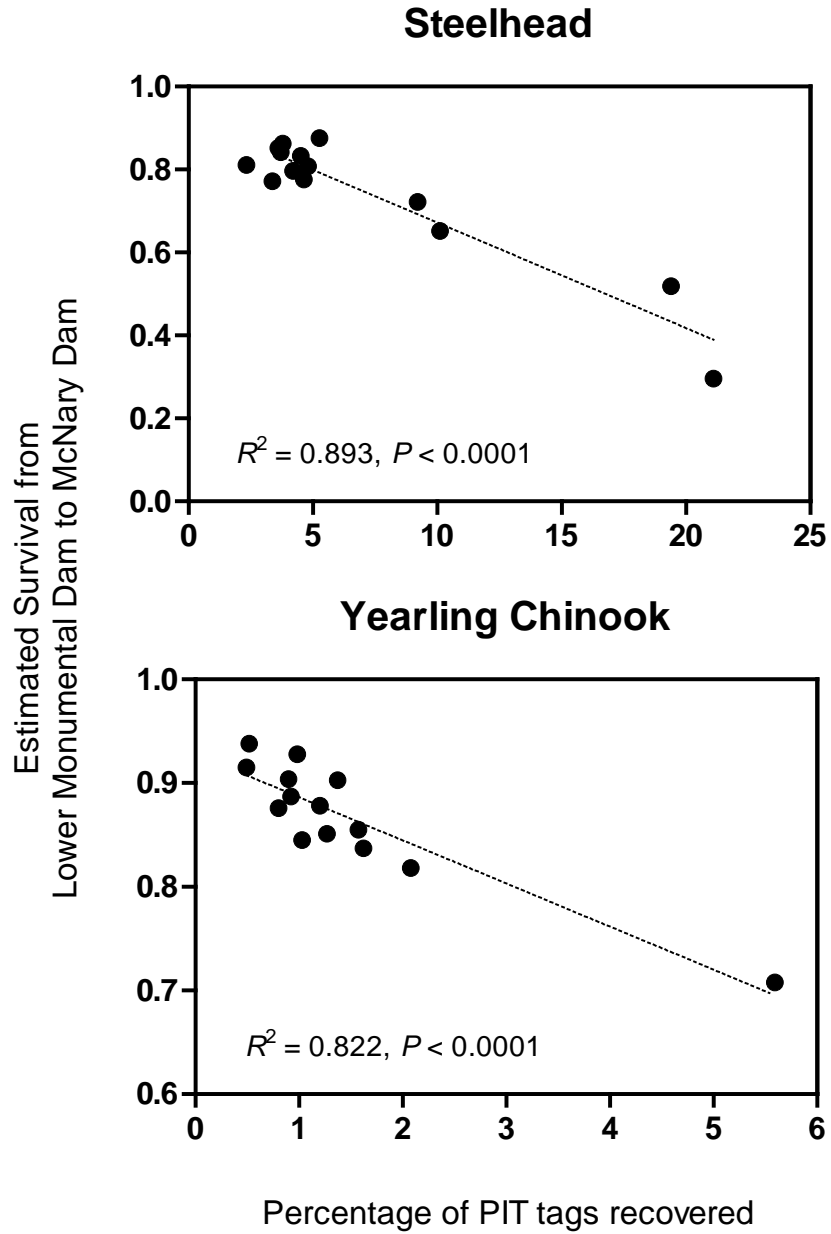 Steelhead
1.0
0.8
0.6
0.4
0.2
0.0
0 5 10 15 20 25
R² = 0.893, P < 0.0001
Estimated Survival from
Lower Monumental Dam to McNary Dam
Yearling Chinook
1.0
0.9
0.8
0.7
0.6
0 1 2 3 4 5 6
R² = 0.822, P < 0.0001
Percentage of PIT tags recovered